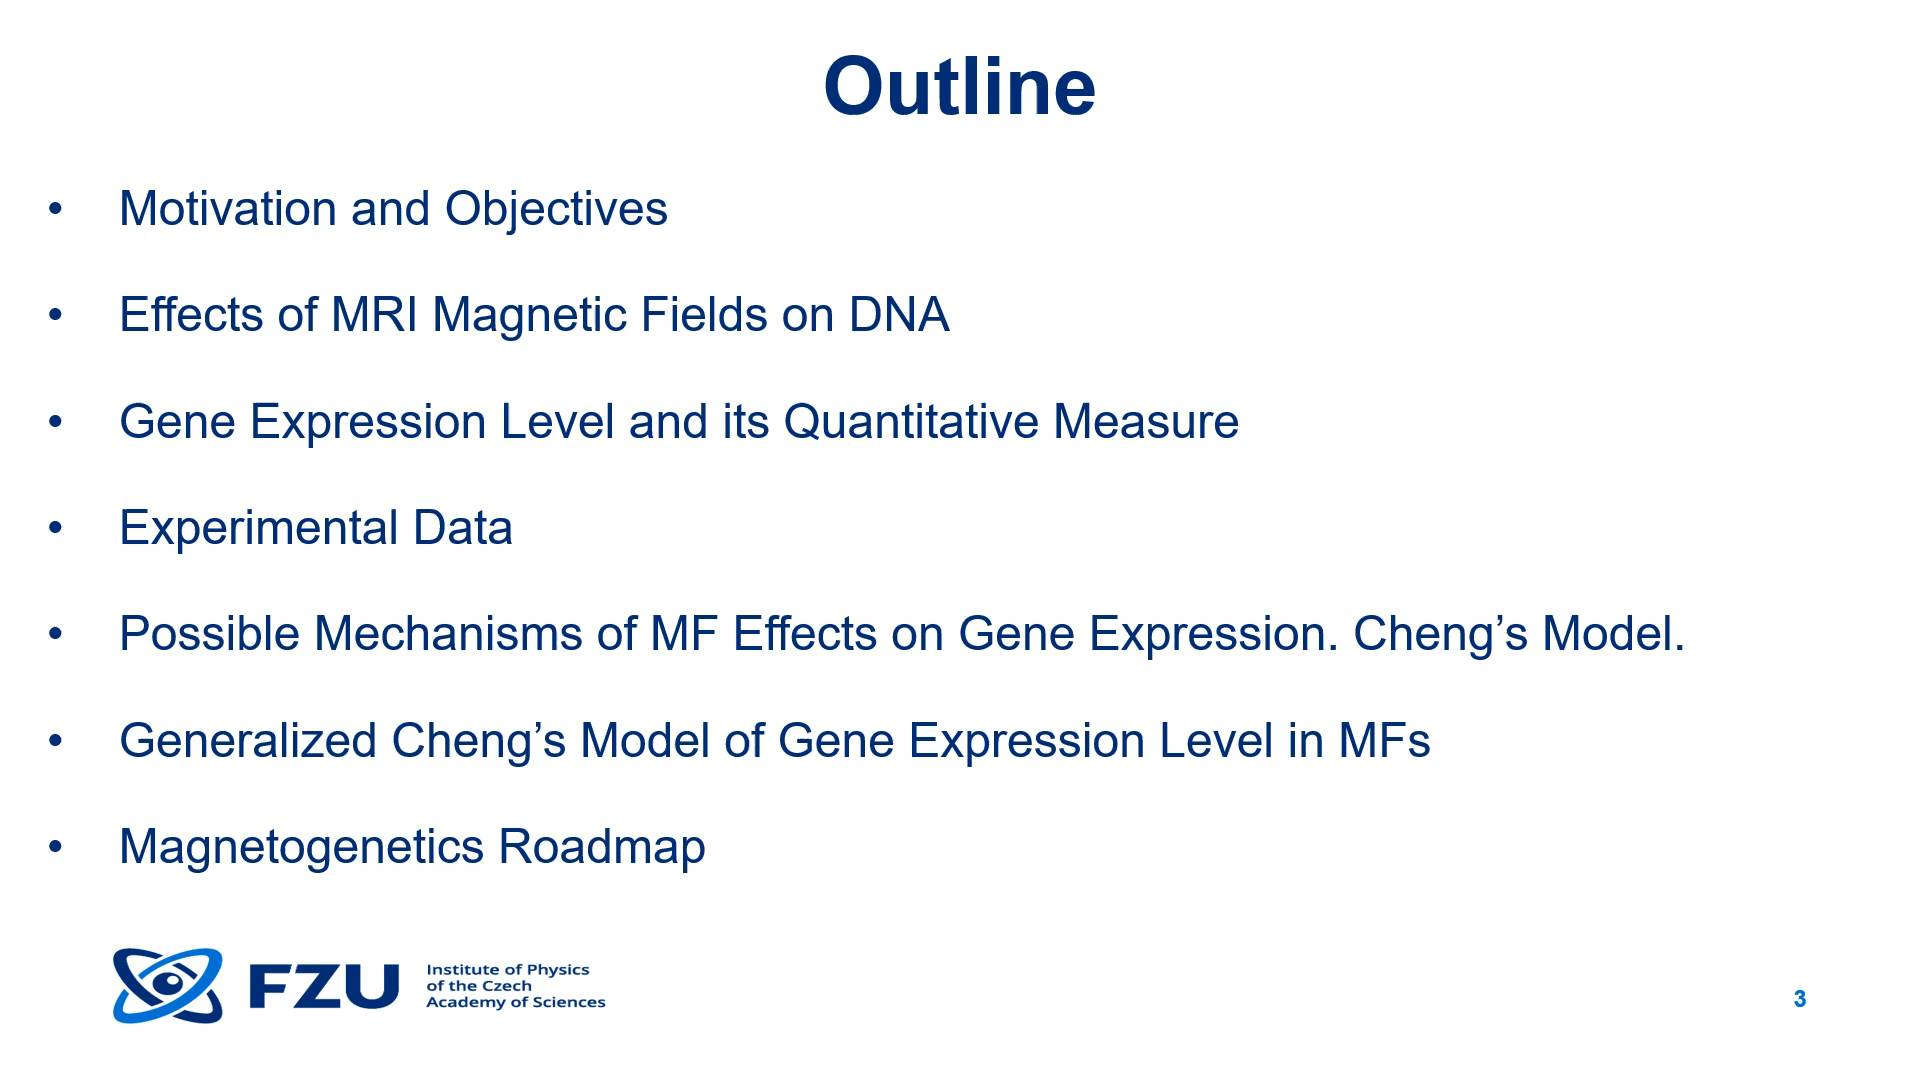 Outline
• Motivation and Objectives
• Effects of MRI Magnetic Fields on DNA
• Gene Expression Level and its Quantitative Measure
• Experimental Data
• Possible Mechanisms of MF Effects on Gene Expression. Cheng’s Model.
• Generalized Cheng’s Model of Gene Expression Level in MFs
• Magnetogenetics Roadmap
FZU
Institute of Physics
of the Czech
Academy of Sciences
3